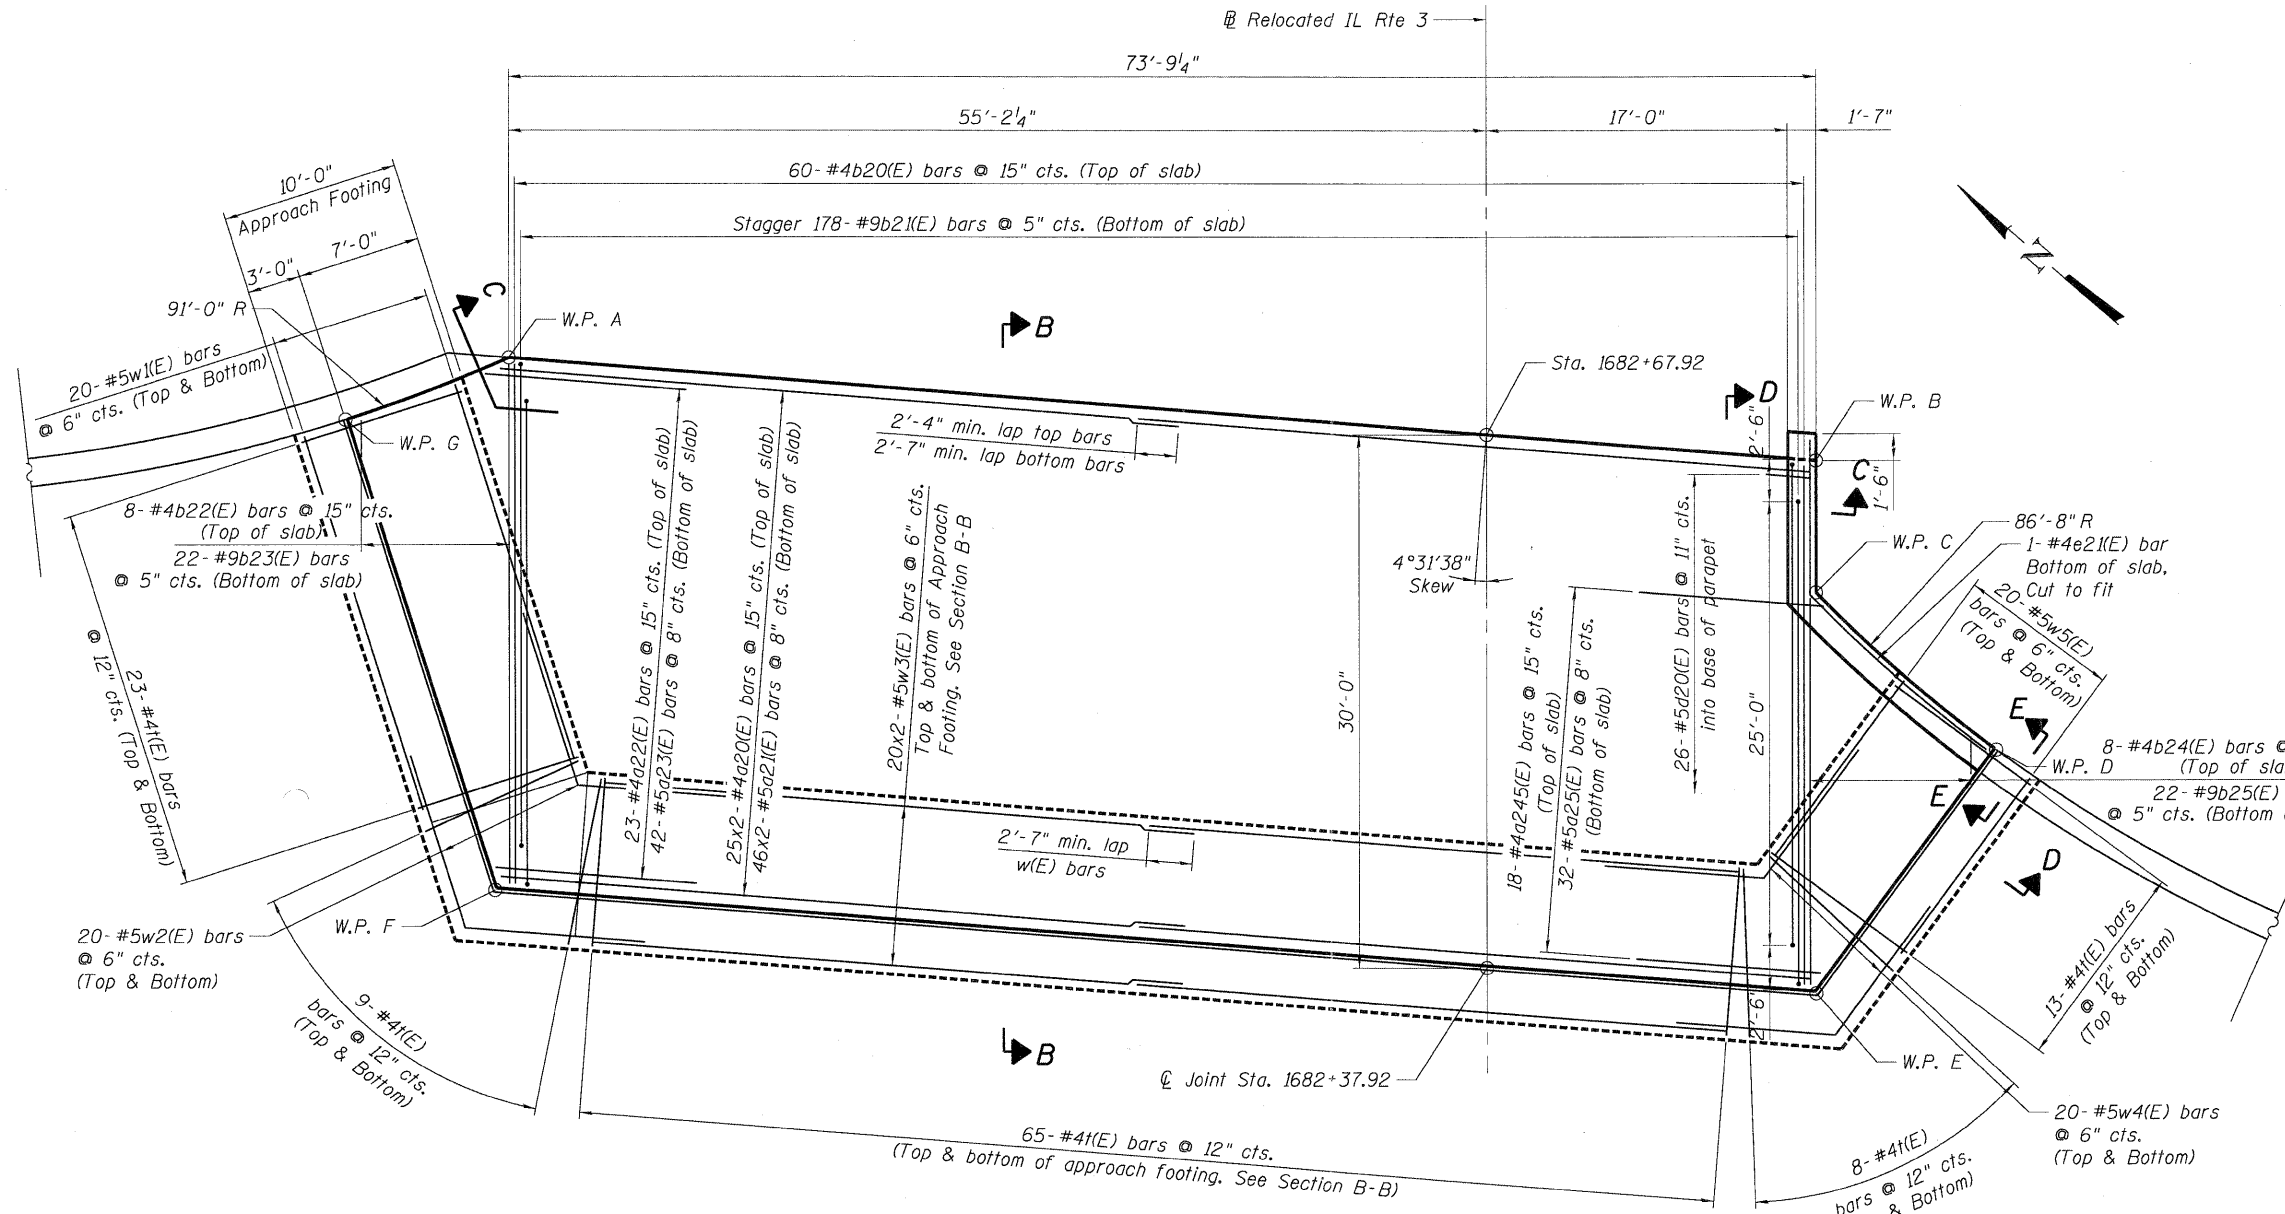 ℄ Relocated IL Rte 3
73'-9¼"
55'-2¼"
17'-0"
1'-7"
60- #4b20(E) bars @ 15" cts. (Top of slab)
Stagger 178- #9b21(E) bars @ 5" cts. (Bottom of slab)
10'-0"
Approach Footing
7'-0"
3'-0"
91'-0" R
20- #5w1(E) bars
@ 6" cts. (Top & Bottom)
C
W.P. A
B
N
Sta. 1682+67.92
D
W.P. B
2'-6"
C
1'-6"
W.P. G
2'-4" min. lap top bars
2'-7" min. lap bottom bars
8- #4b22(E) bars @ 15" cts.
(Top of slab)
22- #9b23(E) bars
@ 5" cts. (Bottom of slab)
86'-8" R
1- #4e21(E) bar
Bottom of slab,
Cut to fit
W.P. C
4°31'38"
Skew
20- #5w5(E)
bars @ 6" cts.
(Top & Bottom)
23- #4t(E) bars
@ 12" cts. (Top & Bottom)
23- #4a22(E) bars @ 15" cts. (Top of slab)
42- #5a23(E) bars @ 8" cts. (Bottom of slab)
25x2- #4a20(E) bars @ 15" cts. (Top of slab)
46x2- #5a21(E) bars @ 8" cts. (Bottom of slab)
20x2- #5w3(E) bars @ 6" cts.
Top & bottom of Approach
Footing. See Section B-B
30'-0"
18- #4a245(E) bars @ 15" cts.
(Top of slab)
32- #5a25(E) bars @ 8" cts.
(Bottom of slab)
26- #5d20(E) bars @ 11" cts.
into base of parapet
25'-0"
E
8- #4b24(E) bars @
(Top of sla
W.P. D
22- #9b25(E)
@ 5" cts. (Bottom
E
D
2'-7" min. lap
w(E) bars
W.P. F
20- #5w2(E) bars
@ 6" cts.
(Top & Bottom)
9- #4t(E)
bars @ 12" cts.
(Top & Bottom)
2'-6"
13- #4t(E) bars
@ 12" cts.
(Top & Bottom)
B
℄ Joint Sta. 1682+37.92
W.P. E
65- #4t(E) bars @ 12" cts.
(Top & bottom of approach footing. See Section B-B)
20- #5w4(E) bars
@ 6" cts.
(Top & Bottom)
8- #4t(E)
bars @ 12" cts.
& Bottom)